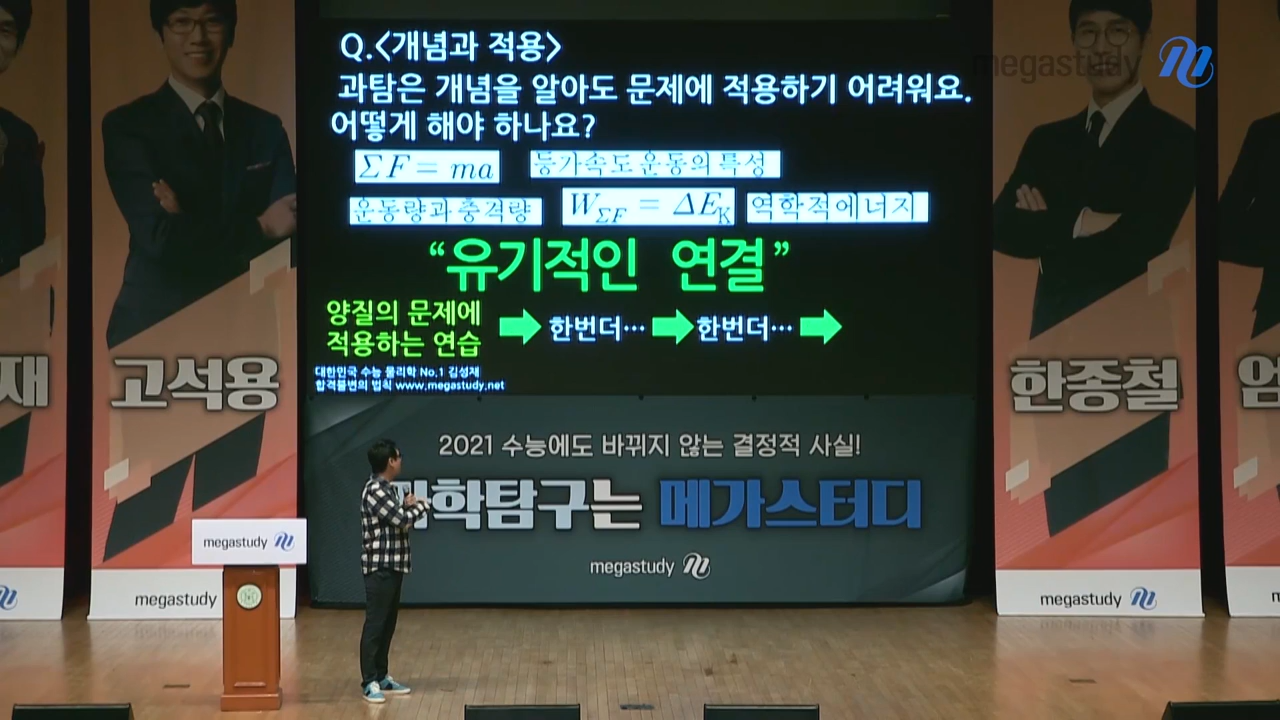 Q.<개념과 적용>
과탐은 개념을 알아도 문제에 적용하기 어려워요.
어떻게 해야 하나요?
ΣF = ma
등가속도 운동의 특성
운동량과 충격량
W_ΣF = ΔE_K
역학적에너지
“유기적인 연결”
양질의 문제에
적용하는 연습
한번더…
한번더…
대한민국 수능 물리학 No.1 김성재
합격불변의 법칙 www.megastudy.net
megastudy
재
고석용
한종철
엄
2021 수능에도 바뀌지 않는 결정적 사실!
과학탐구는 메가스터디
megastudy
megastudy
megastudy
megastudy